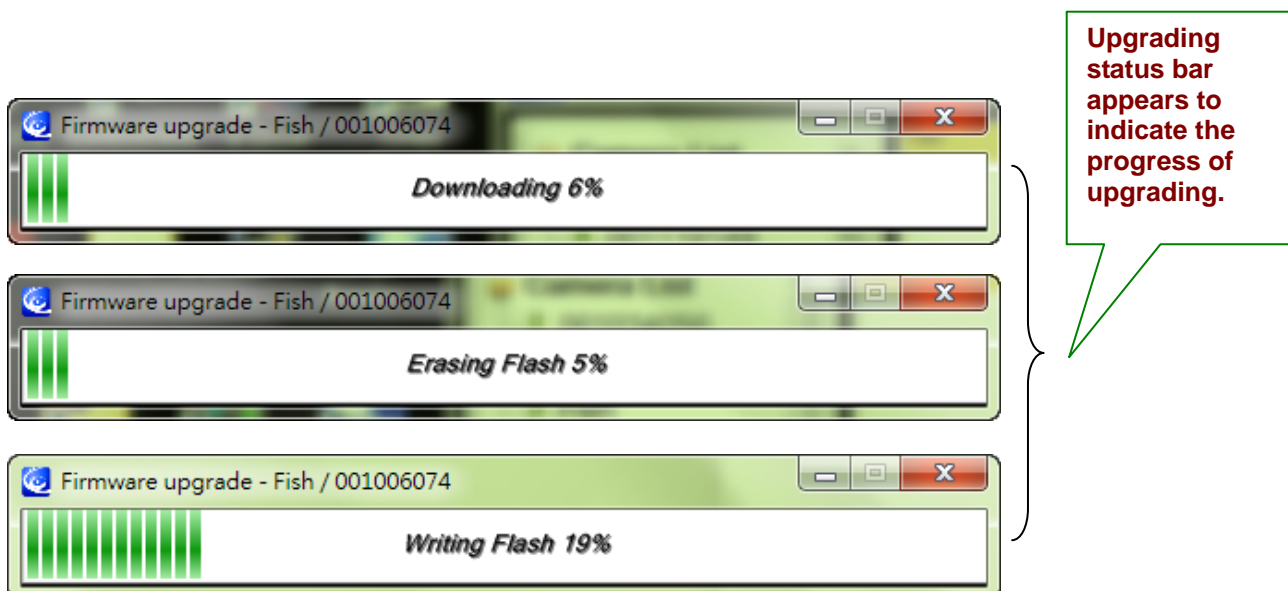 Upgrading
status bar
appears to
indicate the
progress of
upgrading.
Firmware upgrade - Fish / 001006074
Downloading 6%
Firmware upgrade - Fish / 001006074
Erasing Flash 5%
Firmware upgrade - Fish / 001006074
Writing Flash 19%